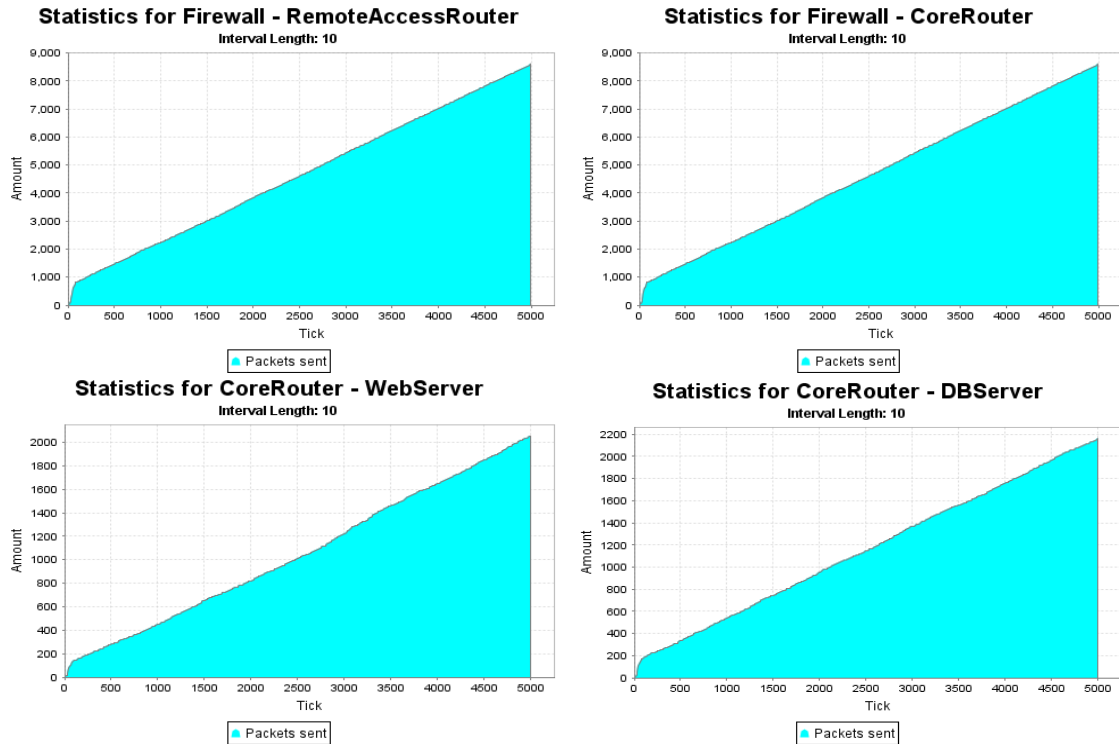 Statistics for Firewall - RemoteAccessRouter
Interval Length: 10
9,000
8,000
7,000
6,000
5,000
4,000
3,000
2,000
1,000
0
Amount
0 500 1000 1500 2000 2500 3000 3500 4000 4500 5000
Tick
Packets sent
Statistics for Firewall - CoreRouter
Interval Length: 10
9,000
8,000
7,000
6,000
5,000
4,000
3,000
2,000
1,000
0
Amount
0 500 1000 1500 2000 2500 3000 3500 4000 4500 5000
Tick
Packets sent
Statistics for CoreRouter - WebServer
Interval Length: 10
2000
1800
1600
1400
1200
1000
800
600
400
200
0
Amount
0 500 1000 1500 2000 2500 3000 3500 4000 4500 5000
Tick
Packets sent
Statistics for CoreRouter - DBServer
Interval Length: 10
2200
2000
1800
1600
1400
1200
1000
800
600
400
200
0
Amount
0 500 1000 1500 2000 2500 3000 3500 4000 4500 5000
Tick
Packets sent